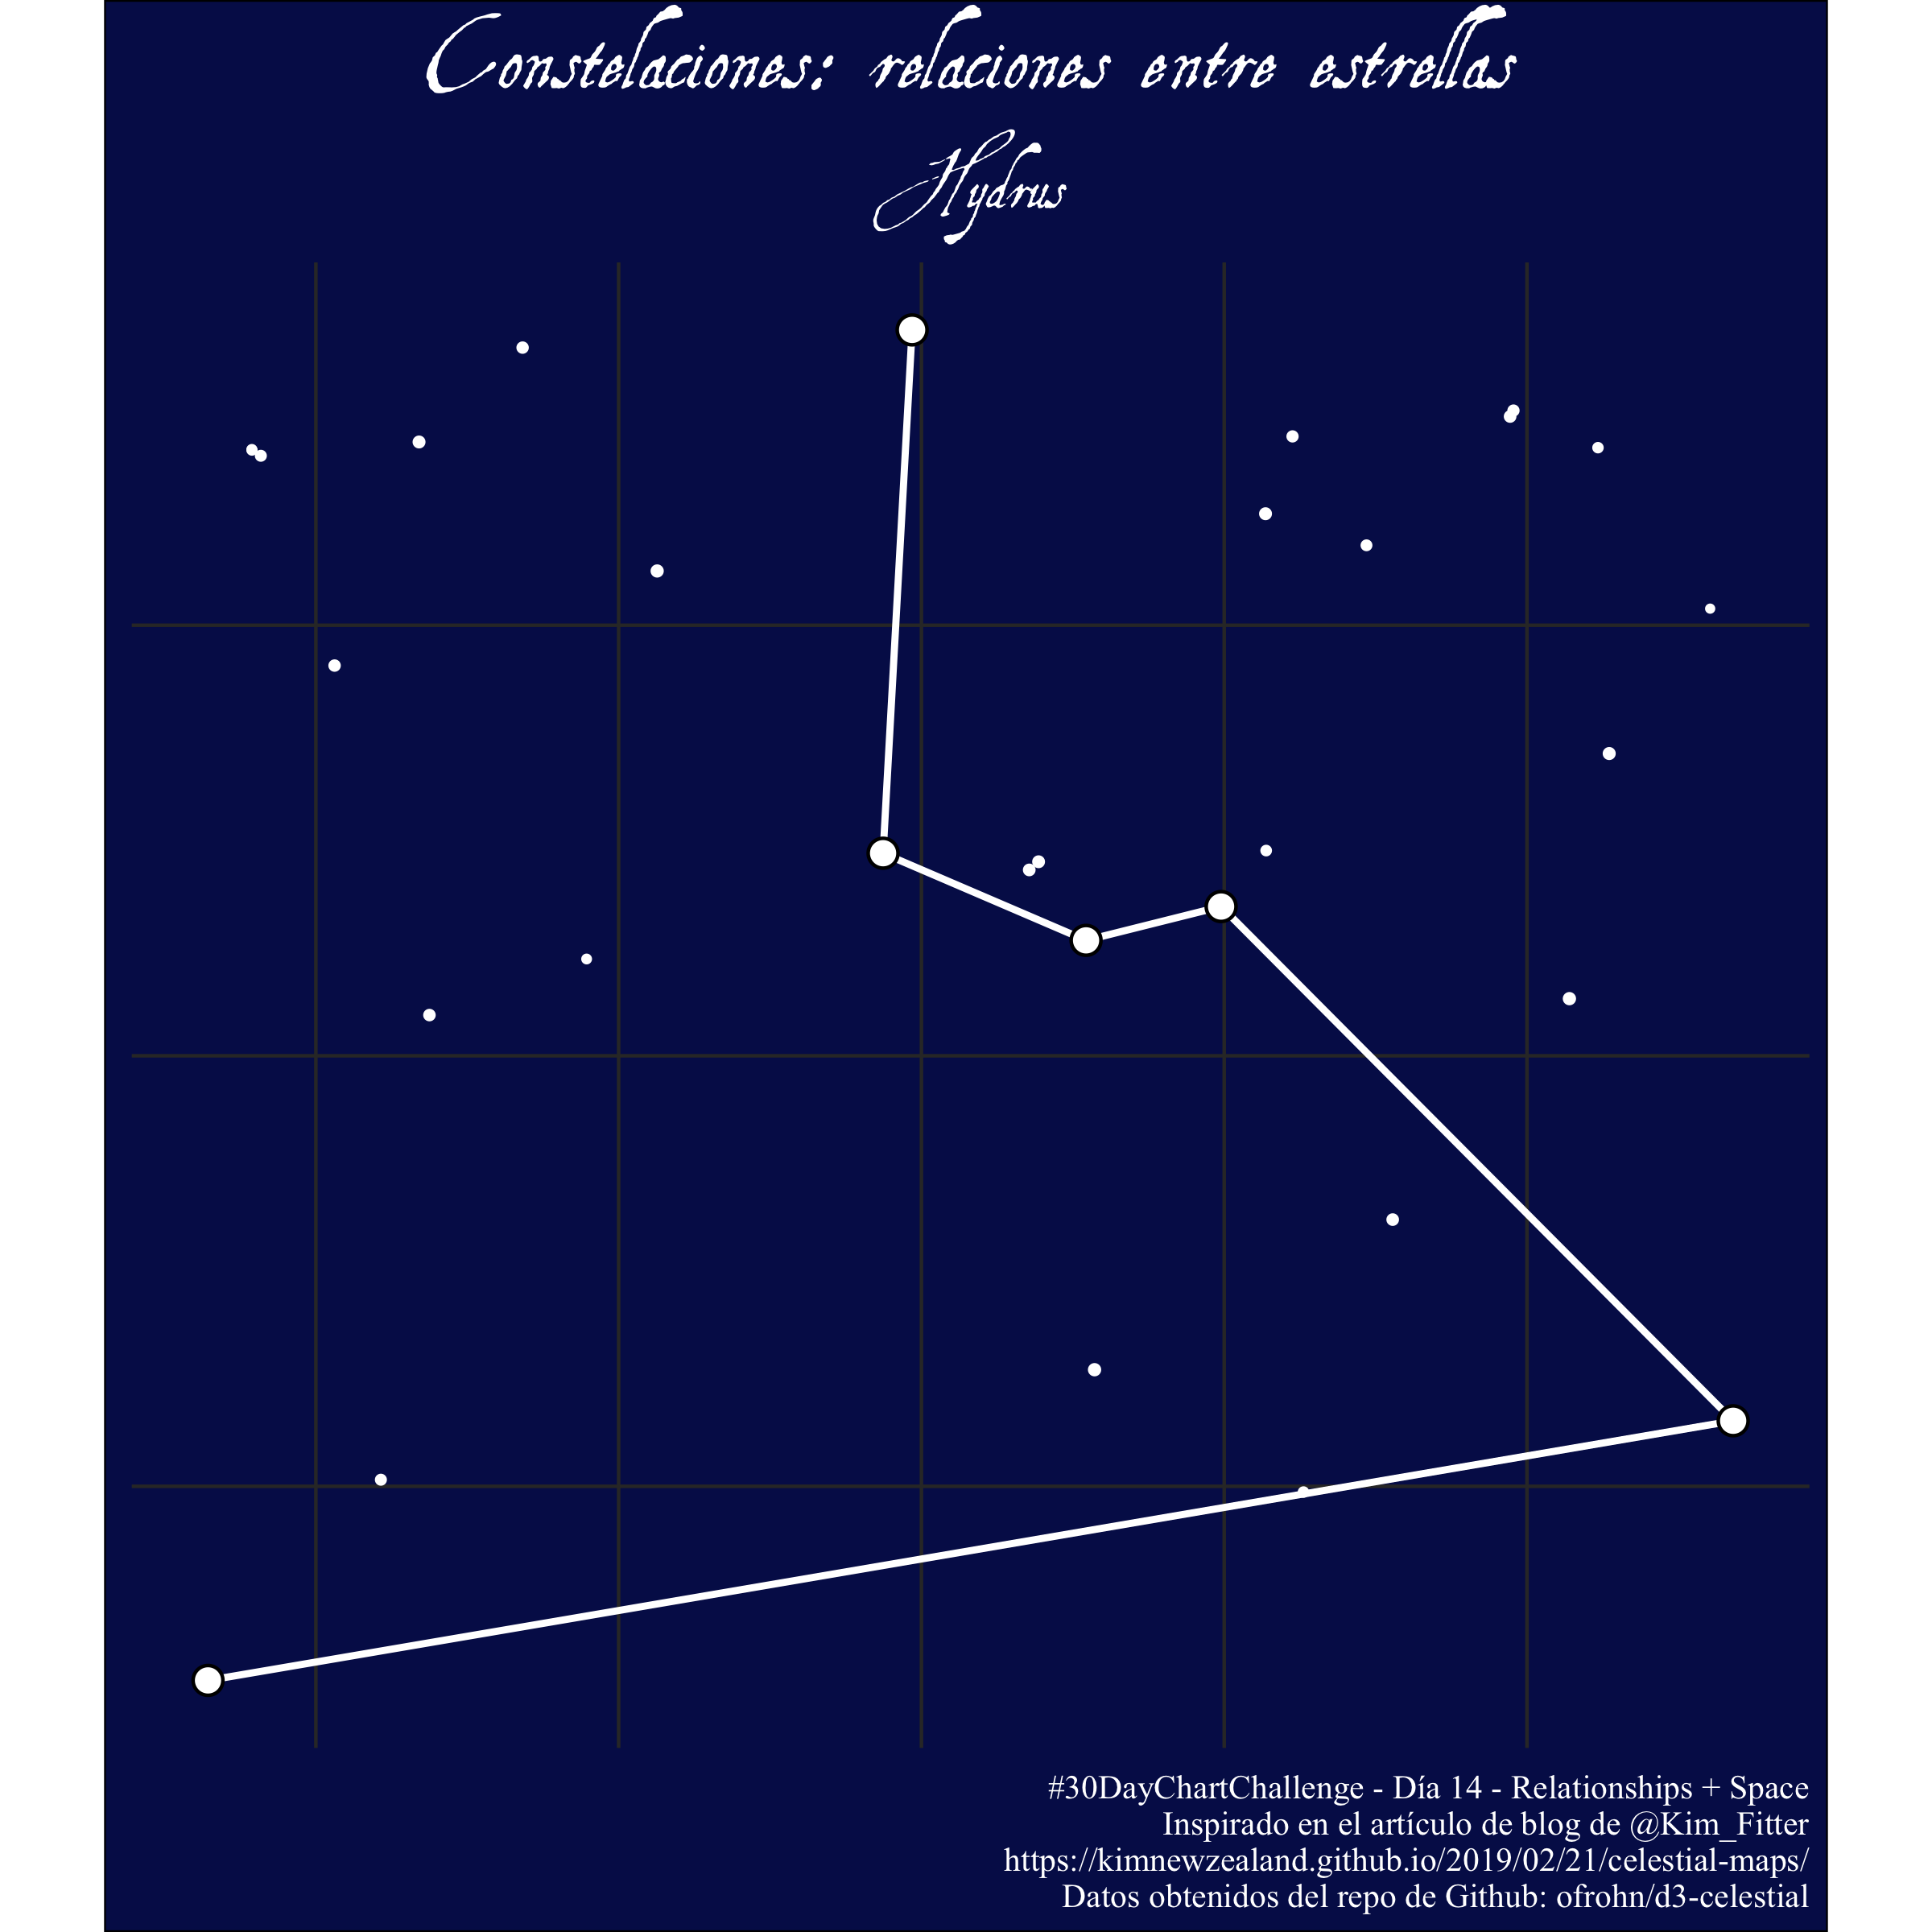 Constelaciones: relaciones entre estrellas
Hydrus
#30DayChartChallenge - Día 14 - Relationships + Space
Inspirado en el artículo de blog de @Kim_Fitter
https://kimnewzealand.github.io/2019/02/21/celestial-maps/
Datos obtenidos del repo de Github: ofrohn/d3-celestial